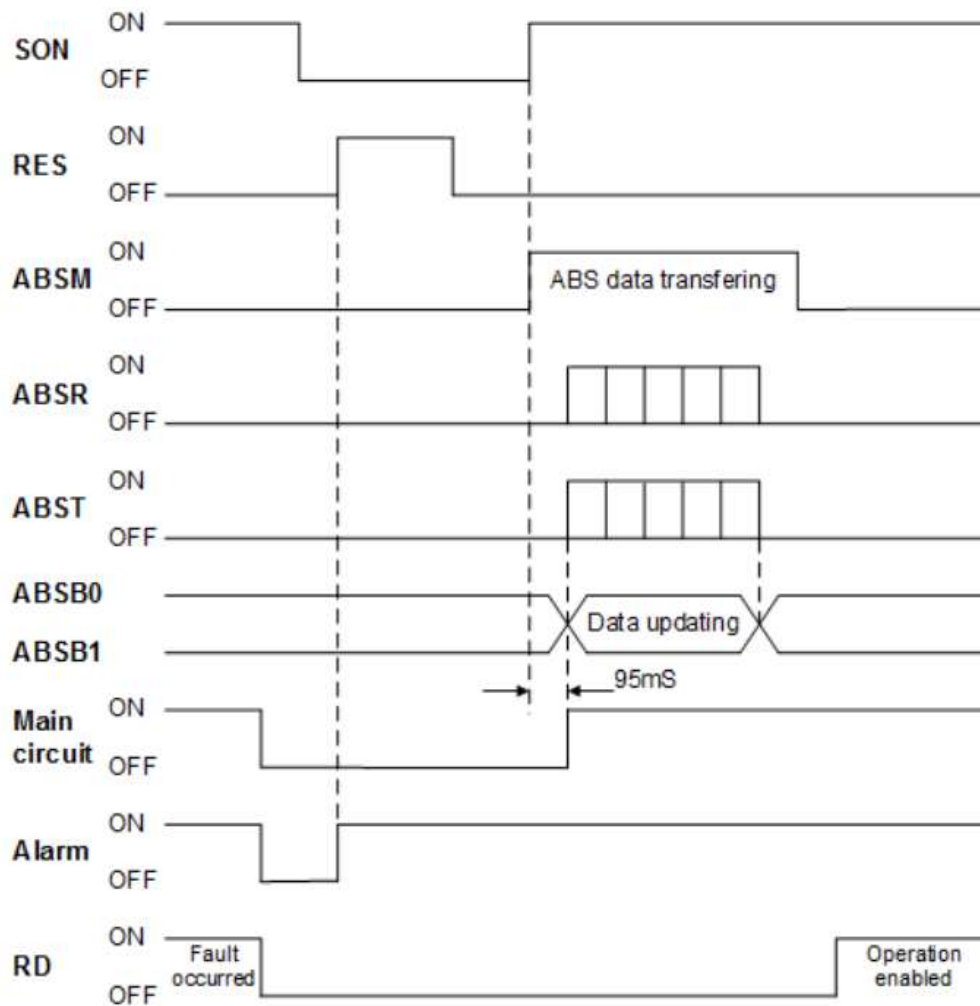 ON
SON
OFF
ON
RES
OFF
ON
ABSM
ABS data transfering
OFF
ON
ABSR
OFF
ON
ABST
OFF
ABSB0
Data updating
ABSB1
95mS
ON
Main
circuit
OFF
ON
Alarm
OFF
ON
RD
Fault
occurred
Operation
enabled
OFF